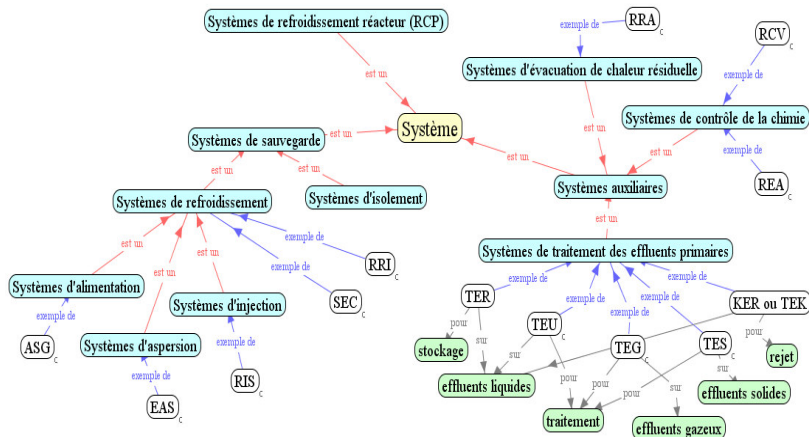 Systèmes de refroidissement réacteur (RCP)
RRA
c
RCV
c
est un
exemple de
Systèmes d'évacuation de chaleur résiduelle
exemple de
Systèmes de contrôle de la chimie
Système
Systèmes de sauvegarde
est un
est un
est un
est un
exemple de
REA
c
Systèmes auxiliaires
est un
est un
Systèmes de refroidissement
Systèmes d'isolement
est un
Systèmes de traitement des effluents primaires
est un
est un
est un
exemple de
exemple de
RRI
c
SEC
c
Systèmes d'alimentation
Systèmes d'injection
exemple de
ASG
c
Systèmes d'aspersion
exemple de
RIS
c
exemple de
EAS
c
TER
c
exemple de
exemple de
exemple de
exemple de
exemple de
KER ou TEK
c
TEU
c
TEG
c
TES
c
pour
sur
sur
pour
pour
pour
sur
sur
pour
stockage
effluents liquides
traitement
effluents gazeux
effluents solides
rejet